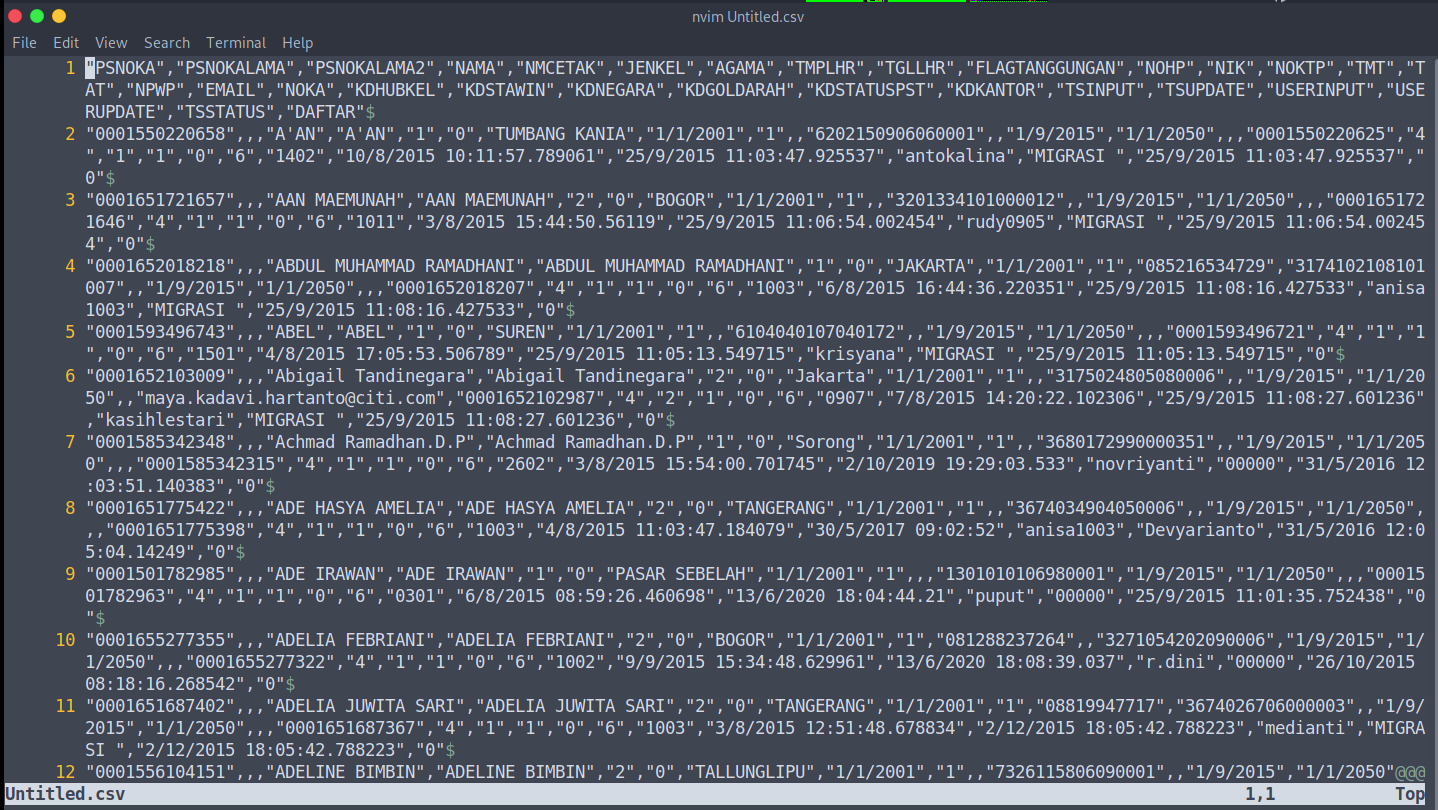 nvim Untitled.csv
File Edit View Search Terminal Help
1 "PSNOKA","PSNOKALAMA","PSNOKALAMA2","NAMA","NMCETAK","JENKEL","AGAMA","TMPLHR","TGLLHR","FLAGTANGGUNGAN","NOHP","NIK","NOKTP","TMT","T
AT","NPWP","EMAIL","NOKA","KDHUBKEL","KDSTAWIN","KDNEGARA","KDGOLDARAH","KDSTATUSPST","KDKANTOR","TSINPUT","TSUPDATE","USERINPUT","USE
RUPDATE","TSSTATUS","DAFTAR"$
2 "0001550220658",,,"A'AN","A'AN","1","0","TUMBANG KANIA","1/1/2001","1",,"6202150906060001",,"1/9/2015","1/1/2050",,,"0001550220625","4
","1","1","0","6","1402","10/8/2015 10:11:57.789061","25/9/2015 11:03:47.925537","antokalina","MIGRASI ","25/9/2015 11:03:47.925537","
0"$
3 "0001651721657",,,"AAN MAEMUNAH","AAN MAEMUNAH","2","0","BOGOR","1/1/2001","1",,"3201334101000012",,"1/9/2015","1/1/2050",,,"000165172
1646","4","1","1","0","6","1011","3/8/2015 15:44:50.56119","25/9/2015 11:06:54.002454","rudy0905","MIGRASI ","25/9/2015 11:06:54.00245
4","0"$
4 "0001652018218",,,"ABDUL MUHAMMAD RAMADHANI","ABDUL MUHAMMAD RAMADHANI","1","0","JAKARTA","1/1/2001","1","085216534729","3174102108101
007",,"1/9/2015","1/1/2050",,,"0001652018207","4","1","1","0","6","1003","6/8/2015 16:44:36.220351","25/9/2015 11:08:16.427533","anisa
1003","MIGRASI ","25/9/2015 11:08:16.427533","0"$
5 "0001593496743",,,"ABEL","ABEL","1","0","SUREN","1/1/2001","1",,"6104040107040172",,"1/9/2015","1/1/2050",,,"0001593496721","4","1","1
","0","6","1501","4/8/2015 17:05:53.506789","25/9/2015 11:05:13.549715","krisyana","MIGRASI ","25/9/2015 11:05:13.549715","0"$
6 "0001652103009",,,"Abigail Tandinegara","Abigail Tandinegara","2","0","Jakarta","1/1/2001","1",,"3175024805080006",,"1/9/2015","1/1/20
50",,"maya.kadavi.hartanto@citi.com","0001652102987","4","2","1","0","6","0907","7/8/2015 14:20:22.102306","25/9/2015 11:08:27.601236"
,"kasihlestari","MIGRASI ","25/9/2015 11:08:27.601236","0"$
7 "0001585342348",,,"Achmad Ramadhan.D.P","Achmad Ramadhan.D.P","1","0","Sorong","1/1/2001","1",,"3680172990000351",,"1/9/2015","1/1/205
0",,,"0001585342315","4","1","1","0","6","2602","3/8/2015 15:54:00.701745","2/10/2019 19:29:03.533","novriyanti","00000","31/5/2016 12
:03:51.140383","0"$
8 "0001651775422",,,"ADE HASYA AMELIA","ADE HASYA AMELIA","2","0","TANGERANG","1/1/2001","1",,"3674034904050006",,"1/9/2015","1/1/2050",
,,"0001651775398","4","1","1","0","6","1003","4/8/2015 11:03:47.184079","30/5/2017 09:02:52","anisa1003","Devyarianto","31/5/2016 12:0
5:04.14249","0"$
9 "0001501782985",,,"ADE IRAWAN","ADE IRAWAN","1","0","PASAR SEBELAH","1/1/2001","1",,,"1301010106980001","1/9/2015","1/1/2050",,,"00015
01782963","4","1","1","0","6","0301","6/8/2015 08:59:26.460698","13/6/2020 18:04:44.21","puput","00000","25/9/2015 11:01:35.752438","0
"$
10 "0001655277355",,,"ADELIA FEBRIANI","ADELIA FEBRIANI","2","0","BOGOR","1/1/2001","1","081288237264",,"3271054202090006","1/9/2015","1/
1/2050",,,"0001655277322","4","1","1","0","6","1002","9/9/2015 15:34:48.629961","13/6/2020 18:08:39.037","r.dini","00000","26/10/2015
08:18:16.268542","0"$
11 "0001651687402",,,"ADELIA JUWITA SARI","ADELIA JUWITA SARI","2","0","TANGERANG","1/1/2001","1","08819947717","3674026706000003",,"1/9/
2015","1/1/2050",,,"0001651687367","4","1","1","0","6","1003","3/8/2015 12:51:48.678834","2/12/2015 18:05:42.788223","medianti","MIGRA
SI ","2/12/2015 18:05:42.788223","0"$
12 "0001556104151",,,"ADELINE BIMBIN","ADELINE BIMBIN","2","0","TALLUNGLIPU","1/1/2001","1",,"7326115806090001",,"1/9/2015","1/1/2050"@@@
Untitled.csv 1,1 Top